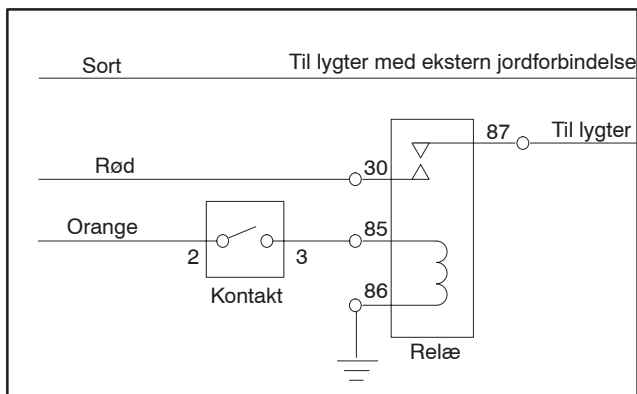 Sort
Til lygter med ekstern jordforbindelse
87
Til lygter
Rød
30
Orange
85
2
3
Kontakt
86
Relæ